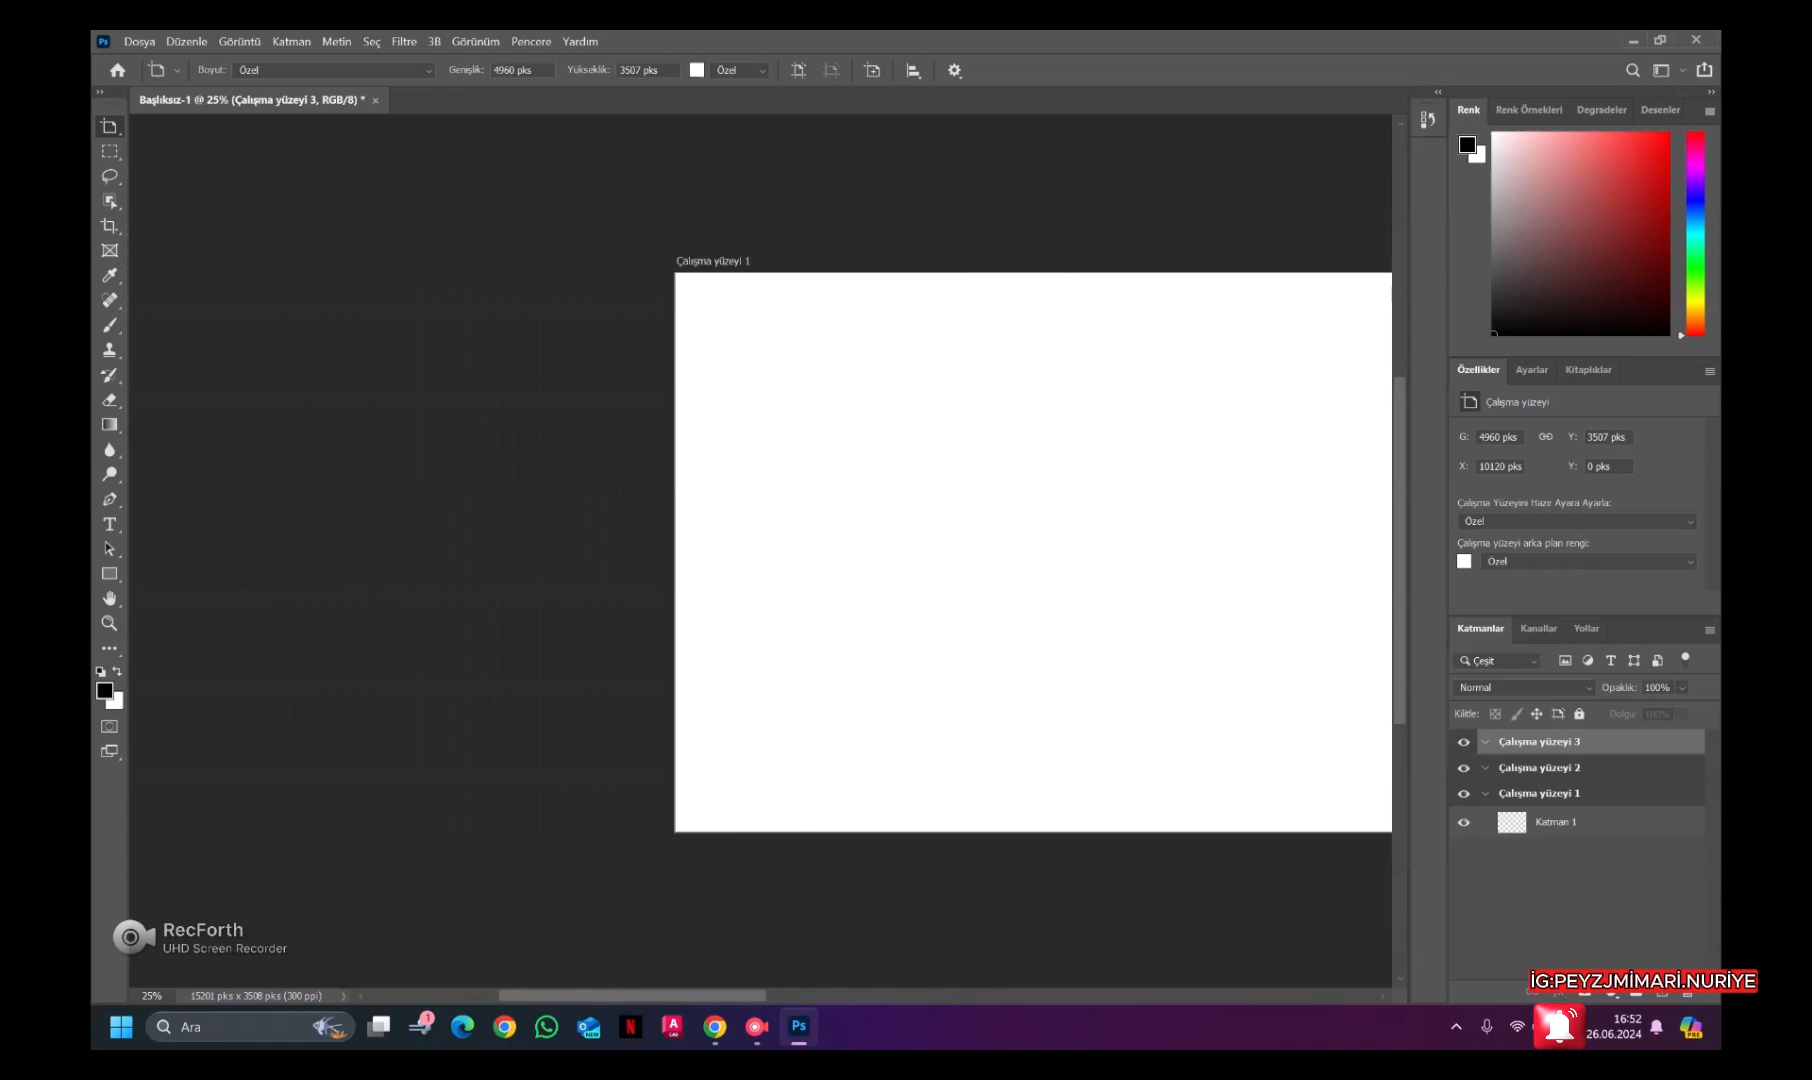 Ps Dosya Düzenle Görüntü Katman Metin Seç Filtre 3B Görünüm Pencere Yardım
Boyut: Özel Genişlik: 4960 pks Yükseklik: 3507 pks Özel
Başlıksız-1 @ 25% (Çalışma yüzeyi 3, RGB/8) *
Renk Renk Örnekleri Degradeler Desenler
Çalışma yüzeyi 1
Özellikler Ayarlar Kitaplıklar
Çalışma yüzeyi
G: 4960 pks Y: 3507 pks
X: 10120 pks Y: 0 pks
Çalışma Yüzeyini Hazır Ayara Ayarla:
Özel
Çalışma yüzeyi arka plan rengi:
Özel
Katmanlar Kanallar Yollar
Çeşit
Normal Opaklık: 100%
Kilitle: Dolgu: 100%
Çalışma yüzeyi 3
Çalışma yüzeyi 2
Çalışma yüzeyi 1
Katman 1
RecForth
UHD Screen Recorder
İG:PEYZJMİMARİ.NURİYE
25% 15201 pks x 3508 pks (300 ppi)
Ara
1
N
A
Ps
16:52
26.06.2024
PRE